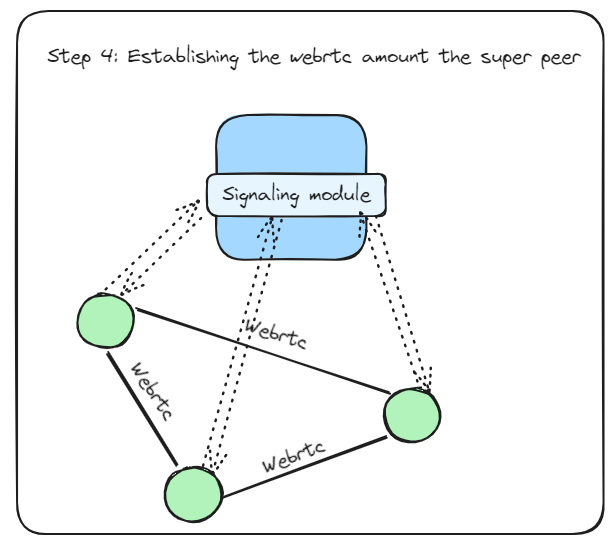 Step 4: Establishing the webrtc amount the super peer
Signaling module
Webrtc
Webrtc
Webrtc